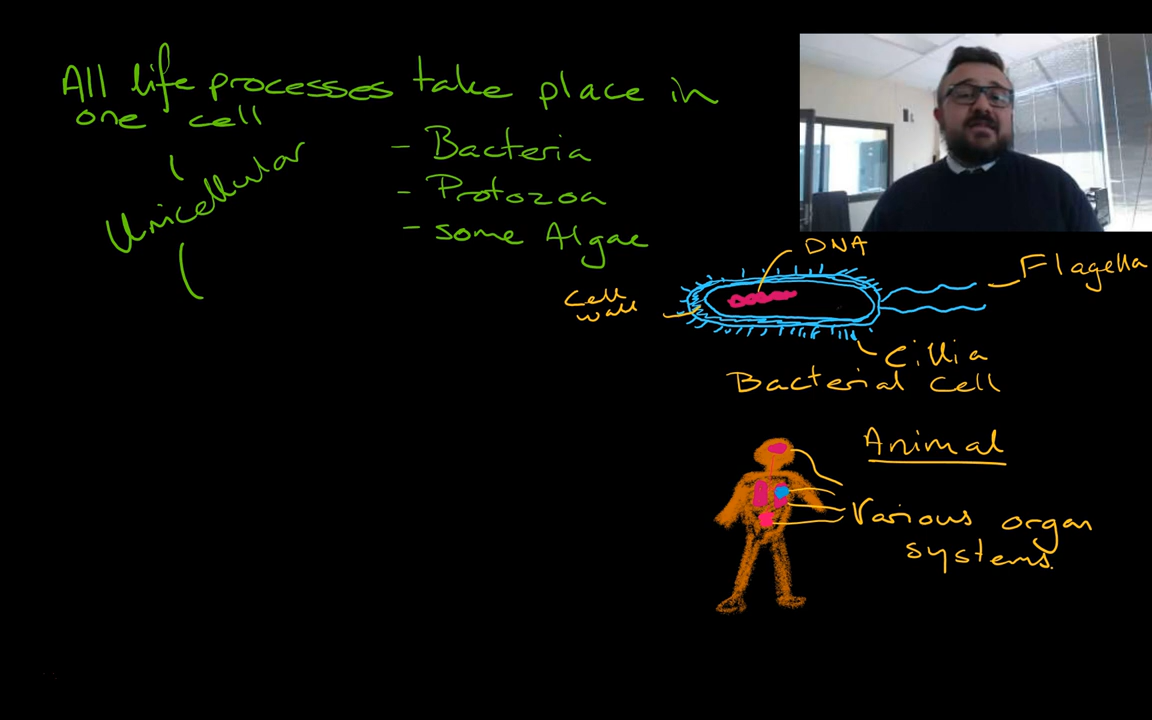 All life processes take place in
one cell
Unicellular
- Bacteria
- Protozoa
- some Algae
DNA
Flagella
Cell
wall
Cillia
Bacterial Cell
Animal
Various organ
systems.